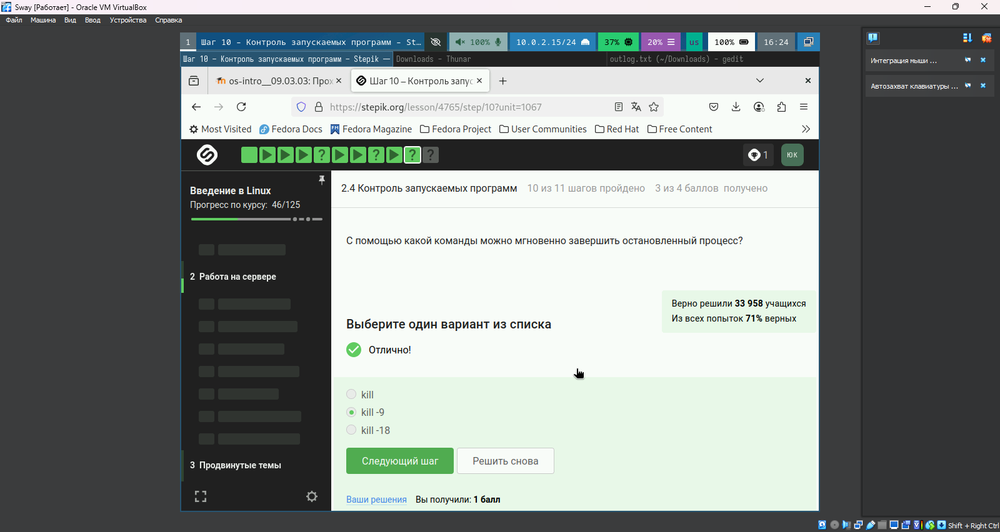 Sway [Работает] - Oracle VM VirtualBox
Файл Машина Вид Ввод Устройства Справка
1 Шаг 10 - Контроль запускаемых программ - St… 100% 10.0.2.15/24 37% 20% us 100% 16:24
Шаг 10 - Контроль запускаемых программ - Stepik — Downloads - Thunar outlog.txt (~/Downloads) - gedit
os-intro__09.03.03: Прох Шаг 10 – Контроль запус
https://stepik.org/lesson/4765/step/10?unit=1067
Most Visited Fedora Docs Fedora Magazine Fedora Project User Communities Red Hat Free Content
? ? ? ? 1 ЮК
Введение в Linux
Прогресс по курсу: 46/125
2.4 Контроль запускаемых программ 10 из 11 шагов пройдено 3 из 4 баллов получено
С помощью какой команды можно мгновенно завершить остановленный процесс?
2 Работа на сервере
Верно решили 33 958 учащихся
Из всех попыток 71% верных
Выберите один вариант из списка
Отлично!
kill
kill -9
kill -18
Следующий шаг Решить снова
3 Продвинутые темы
Ваши решения Вы получили: 1 балл
Интеграция мыши ...
Автозахват клавиатуры ...
Shift + Right Ctrl